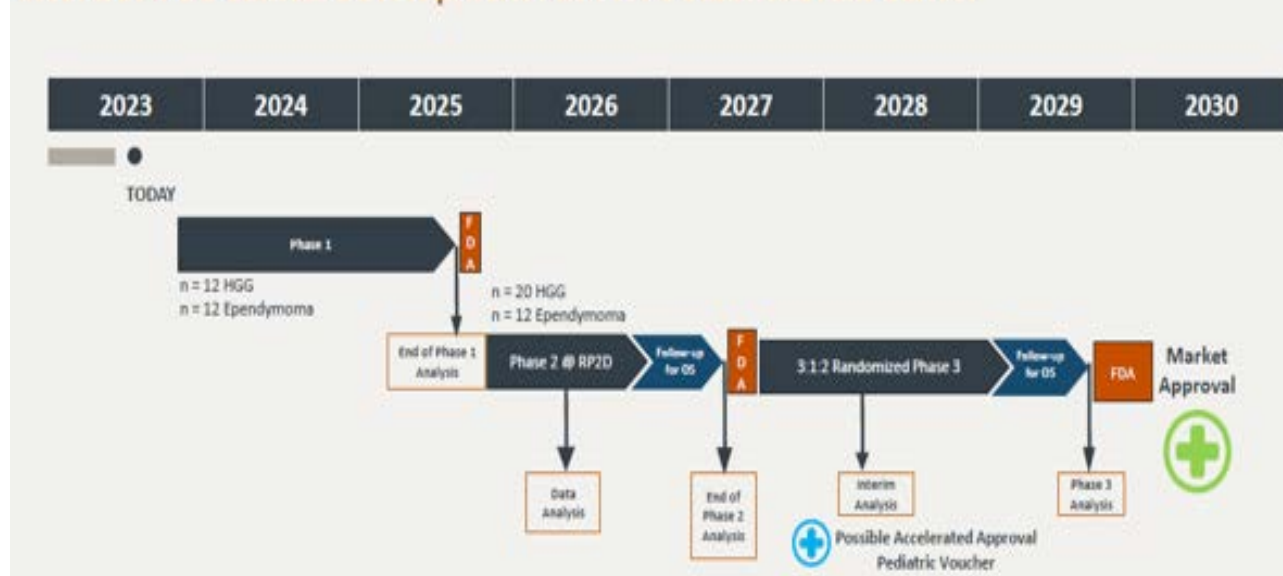 2023 2024 2025 2026 2027 2028 2029 2030
TODAY
Phase 1
FDA
n = 12 HGG
n = 12 Ependymoma
n = 20 HGG
n = 12 Ependymoma
End of Phase 1
Analysis
Phase 2 @ RP2D
Follow-up
for OS
FDA
3:1:2 Randomized Phase 3
Follow-up
for OS
FDA
Market
Approval
Data
Analysis
End of
Phase 2
Analysis
Interim
Analysis
Phase 3
Analysis
Possible Accelerated Approval
Pediatric Voucher